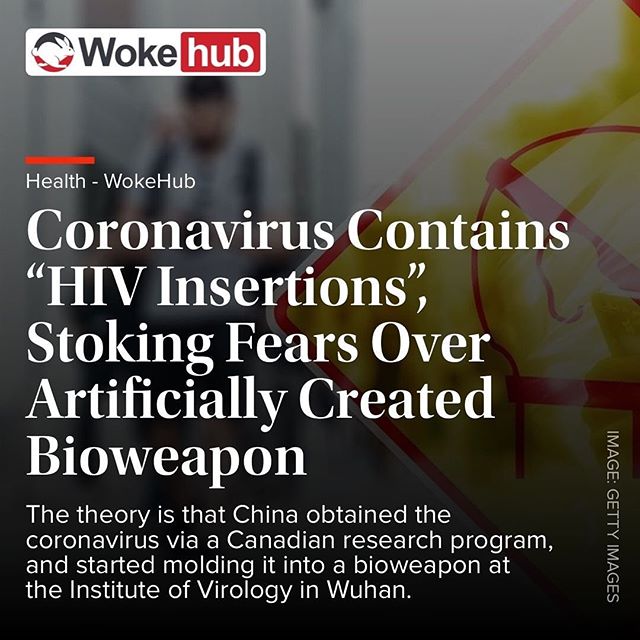 Woke hub
Health - WokeHub
Coronavirus Contains
“HIV Insertions”,
Stoking Fears Over
Artificially Created
Bioweapon
The theory is that China obtained the
coronavirus via a Canadian research program,
and started molding it into a bioweapon at
the Institute of Virology in Wuhan.
IMAGE: GETTY IMAGES